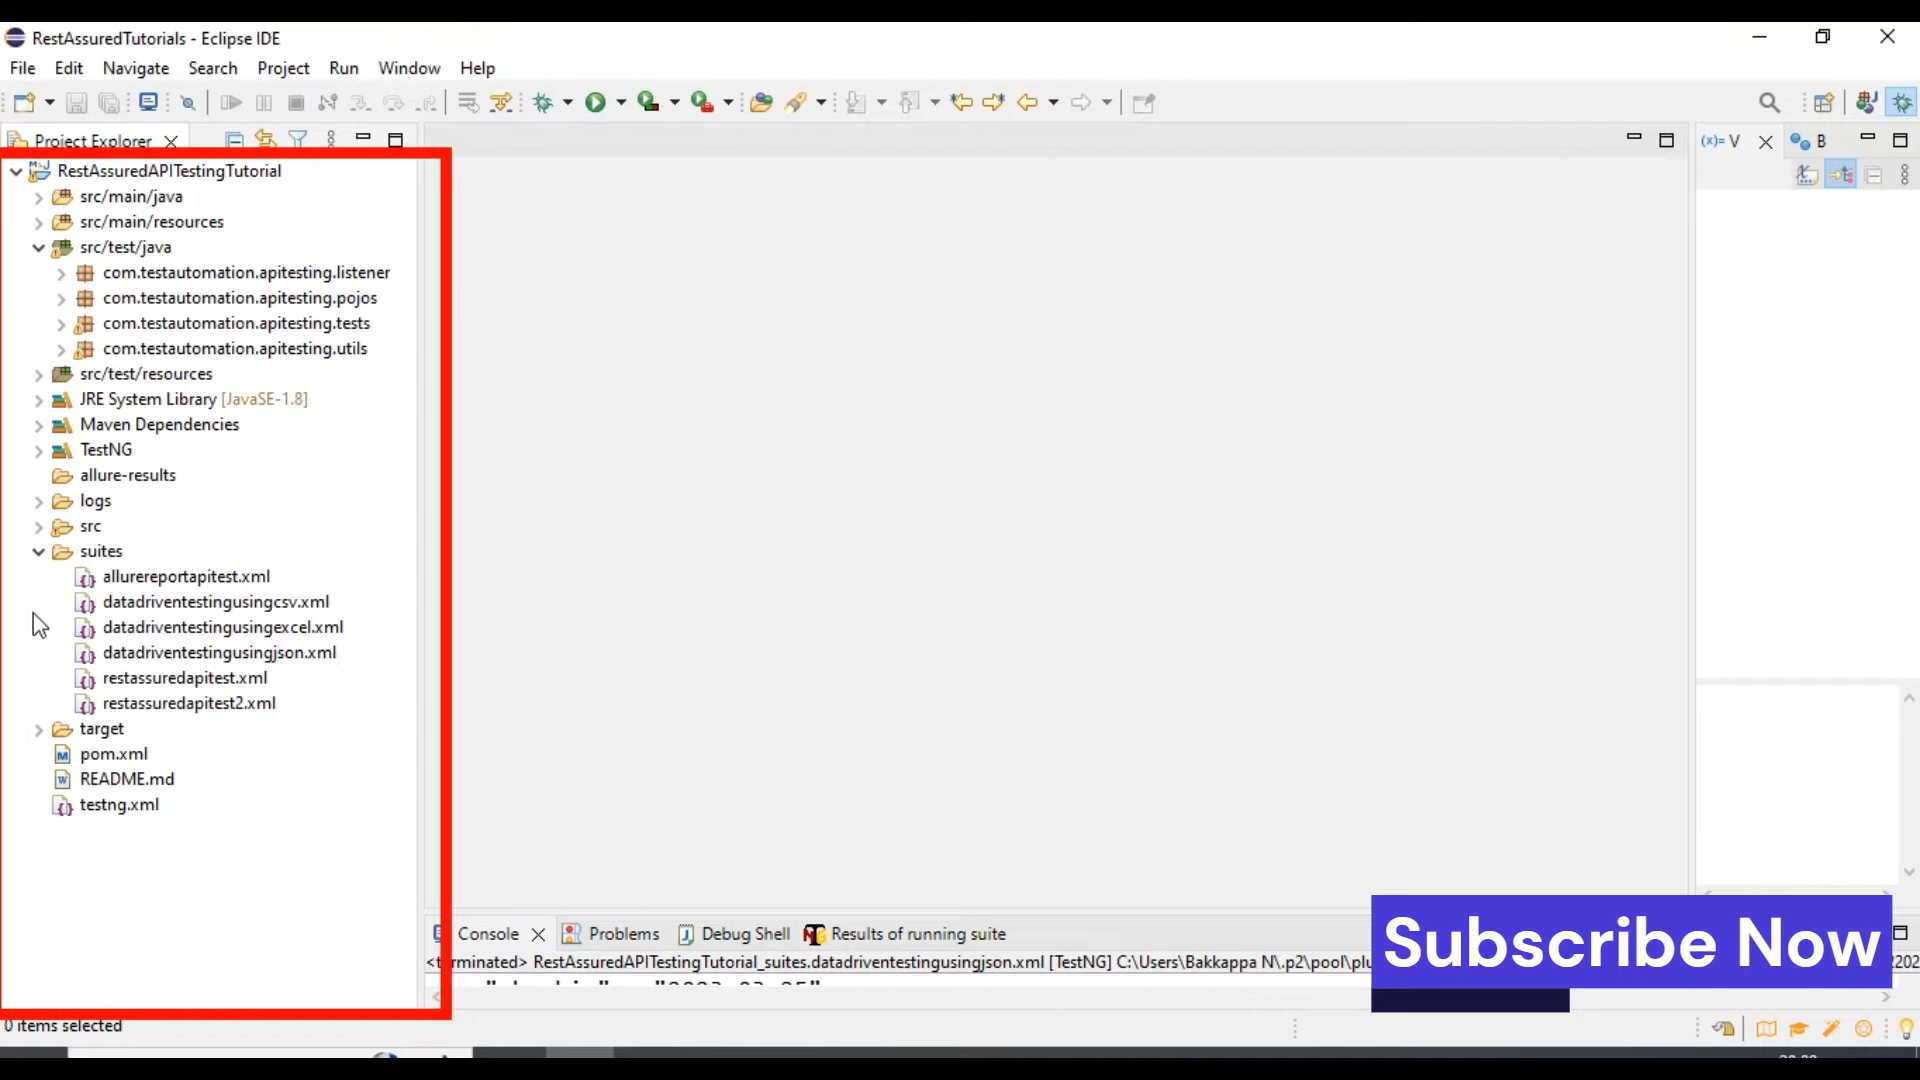 RestAssuredTutorials - Eclipse IDE
File Edit Navigate Search Project Run Window Help
Project Explorer
(x)= V
B
RestAssuredAPITestingTutorial
src/main/java
src/main/resources
src/test/java
com.testautomation.apitesting.listener
com.testautomation.apitesting.pojos
com.testautomation.apitesting.tests
com.testautomation.apitesting.utils
src/test/resources
JRE System Library [JavaSE-1.8]
Maven Dependencies
TestNG
allure-results
logs
src
suites
allurereportapitest.xml
datadriventestingusingcsv.xml
datadriventestingusingexcel.xml
datadriventestingusingjson.xml
restassuredapitest.xml
restassuredapitest2.xml
target
pom.xml
README.md
testng.xml
Console Problems Debug Shell Results of running suite
<terminated> RestAssuredAPITestingTutorial_suites.datadriventestingusingjson.xml [TestNG] C:\Users\Bakkappa N\.p2\pool\plu
Subscribe Now
0 items selected